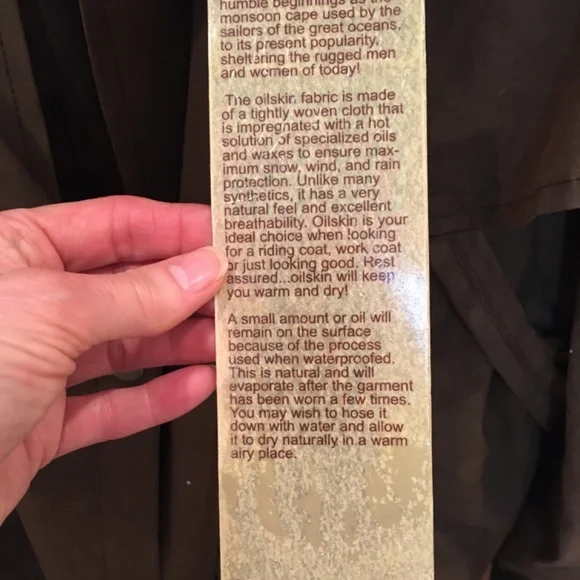 humble beginnings as the
monsoon cape used by the
sailors of the great oceans,
to its present popularity,
sheltering the rugged men
and women of today!
The oilskin fabric is made
of a tightly woven cloth that
is impregnated with a hot
solution of specialized oils
and waxes to ensure max-
imum snow, wind, and rain
protection. Unlike many
synthetics, it has a very
natural feel and excellent
breathability. Oilskin is your
ideal choice when looking
for a riding coat, work coat
or just looking good. Rest
assured...oilskin will keep
you warm and dry!
A small amount or oil will
remain on the surface
because of the process
used when waterproofed.
This is natural and will
evaporate after the garment
has been worn a few times.
You may wish to hose it
down with water and allow
it to dry naturally in a warm
airy place.